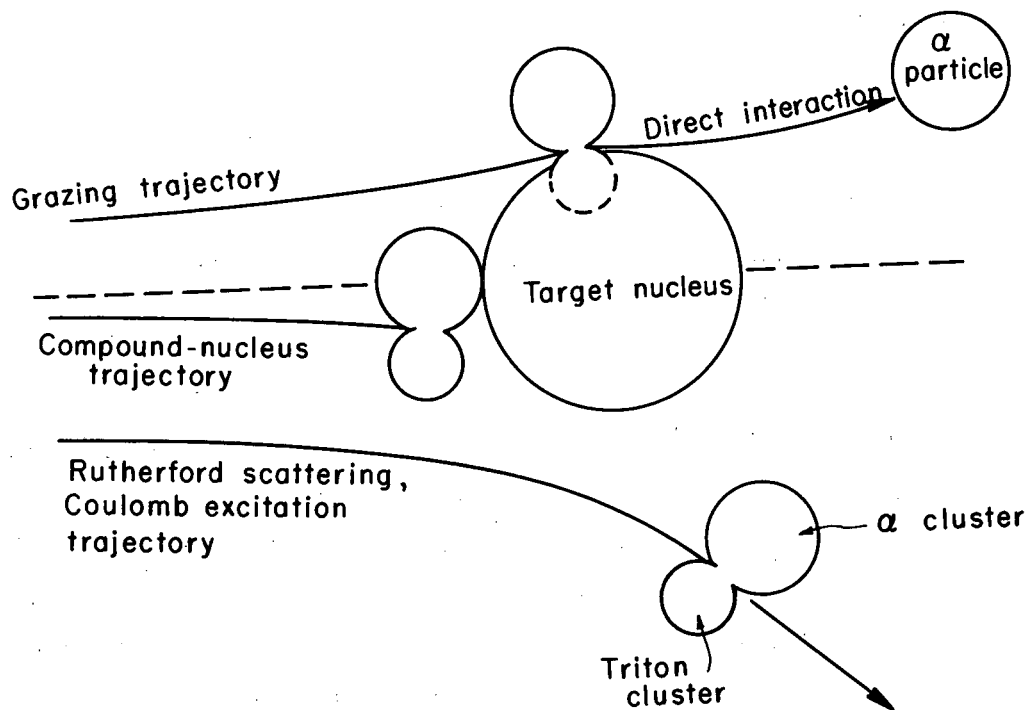 α
particle
Direct interaction
Grazing trajectory
Target nucleus
Compound-nucleus
trajectory
Rutherford scattering,
Coulomb excitation
trajectory
α cluster
Triton
cluster